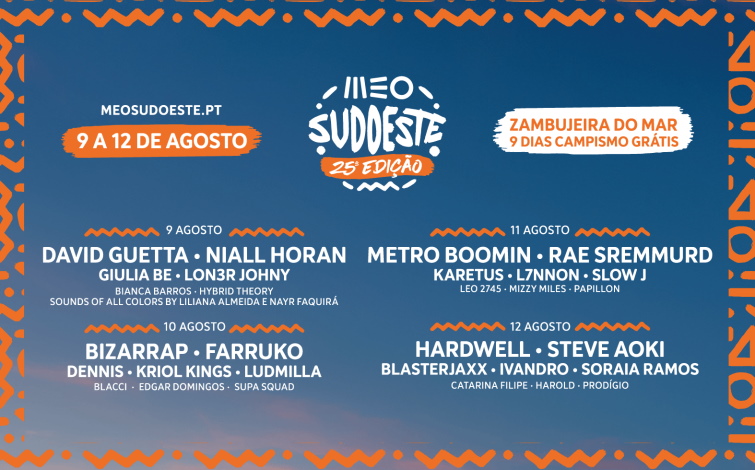 MEOSUDOESTE.PT
9 A 12 DE AGOSTO
MEO
SUDOESTE
25ª EDIÇÃO
ZAMBUJEIRA DO MAR
9 DIAS CAMPISMO GRÁTIS
9 AGOSTO
DAVID GUETTA • NIALL HORAN
GIULIA BE • LON3R JOHNY
BIANCA BARROS • HYBRID THEORY
SOUNDS OF ALL COLORS BY LILIANA ALMEIDA E NAYR FAQUIRÁ
10 AGOSTO
BIZARRAP • FARRUKO
DENNIS • KRIOL KINGS • LUDMILLA
BLACCI • EDGAR DOMINGOS • SUPA SQUAD
11 AGOSTO
METRO BOOMIN • RAE SREMMURD
KARETUS • L7NNON • SLOW J
LEO 2745 • MIZZY MILES • PAPILLON
12 AGOSTO
HARDWELL • STEVE AOKI
BLASTERJAXX • IVANDRO • SORAIA RAMOS
CATARINA FILIPE • HAROLD • PRODÍGIO